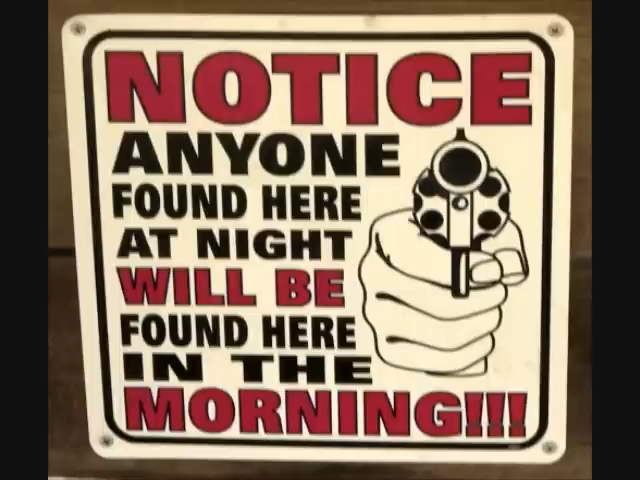 NOTICE
ANYONE
FOUND HERE
AT NIGHT
WILL BE
FOUND HERE
IN THE
MORNING!!!